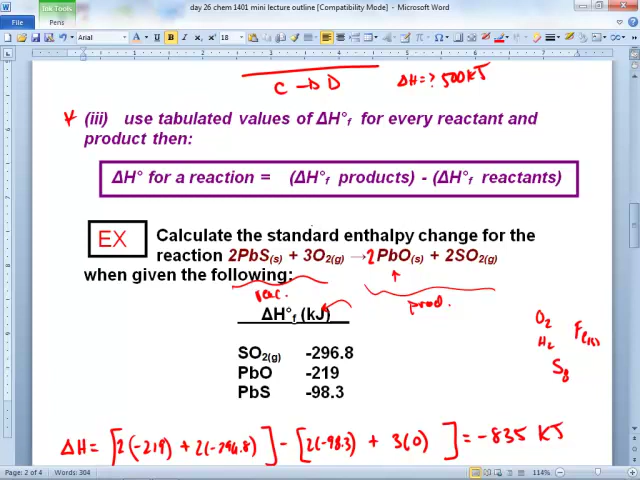 InkTools
day 26 chem 1401 mini lecture outline [Compatibility Mode] - Microsoft Word
File
Pens
Arial
18
C → D ΔH=? 500 KJ
* (iii) use tabulated values of ΔH°f for every reactant and
product then:
ΔH° for a reaction = (ΔH°f products) - (ΔH°f reactants)
EX
Calculate the standard enthalpy change for the
reaction 2PbS(s) + 3O2(g) → 2PbO(s) + 2SO2(g)
when given the following:
reac.
prod.
ΔH°f (kJ)
O2
H2
Fe(s)
S8
SO2(g) -296.8
PbO -219
PbS -98.3
ΔH = [2(-219) + 2(-296.8)] - [2(-98.3) + 3(0)] = -835 KJ
Page: 2 of 4
Words: 304
114%